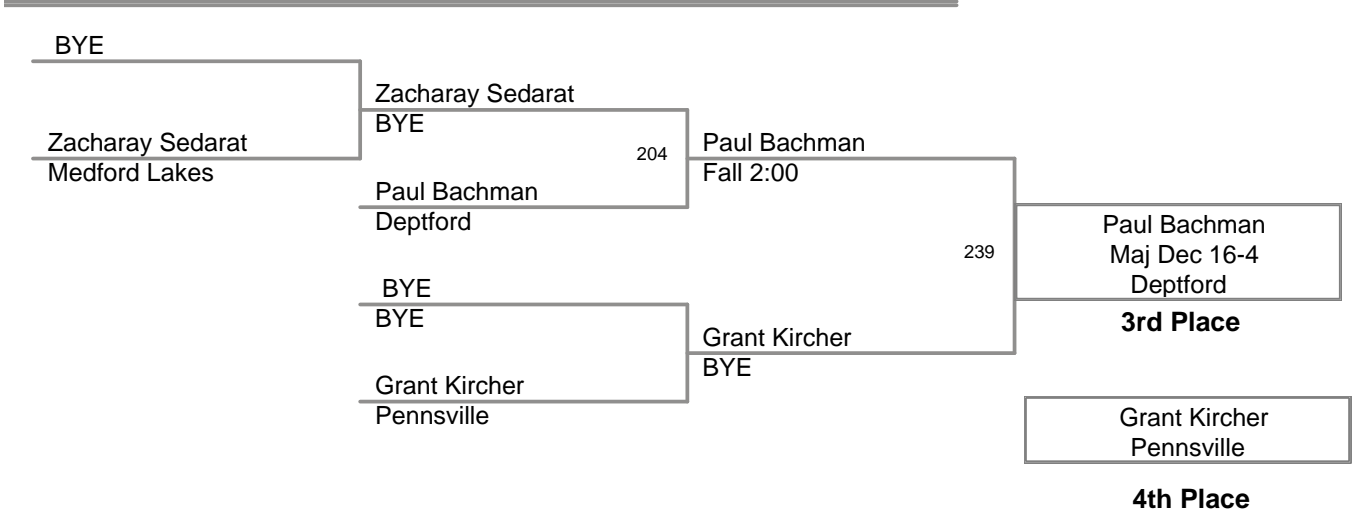 BYE
Zacharay Sedarat
BYE
Zacharay Sedarat
Medford Lakes
204
Paul Bachman
Fall 2:00
Paul Bachman
Deptford
Paul Bachman
Maj Dec 16-4
Deptford
239
BYE
BYE
3rd Place
Grant Kircher
BYE
Grant Kircher
Pennsville
Grant Kircher
Pennsville
4th Place